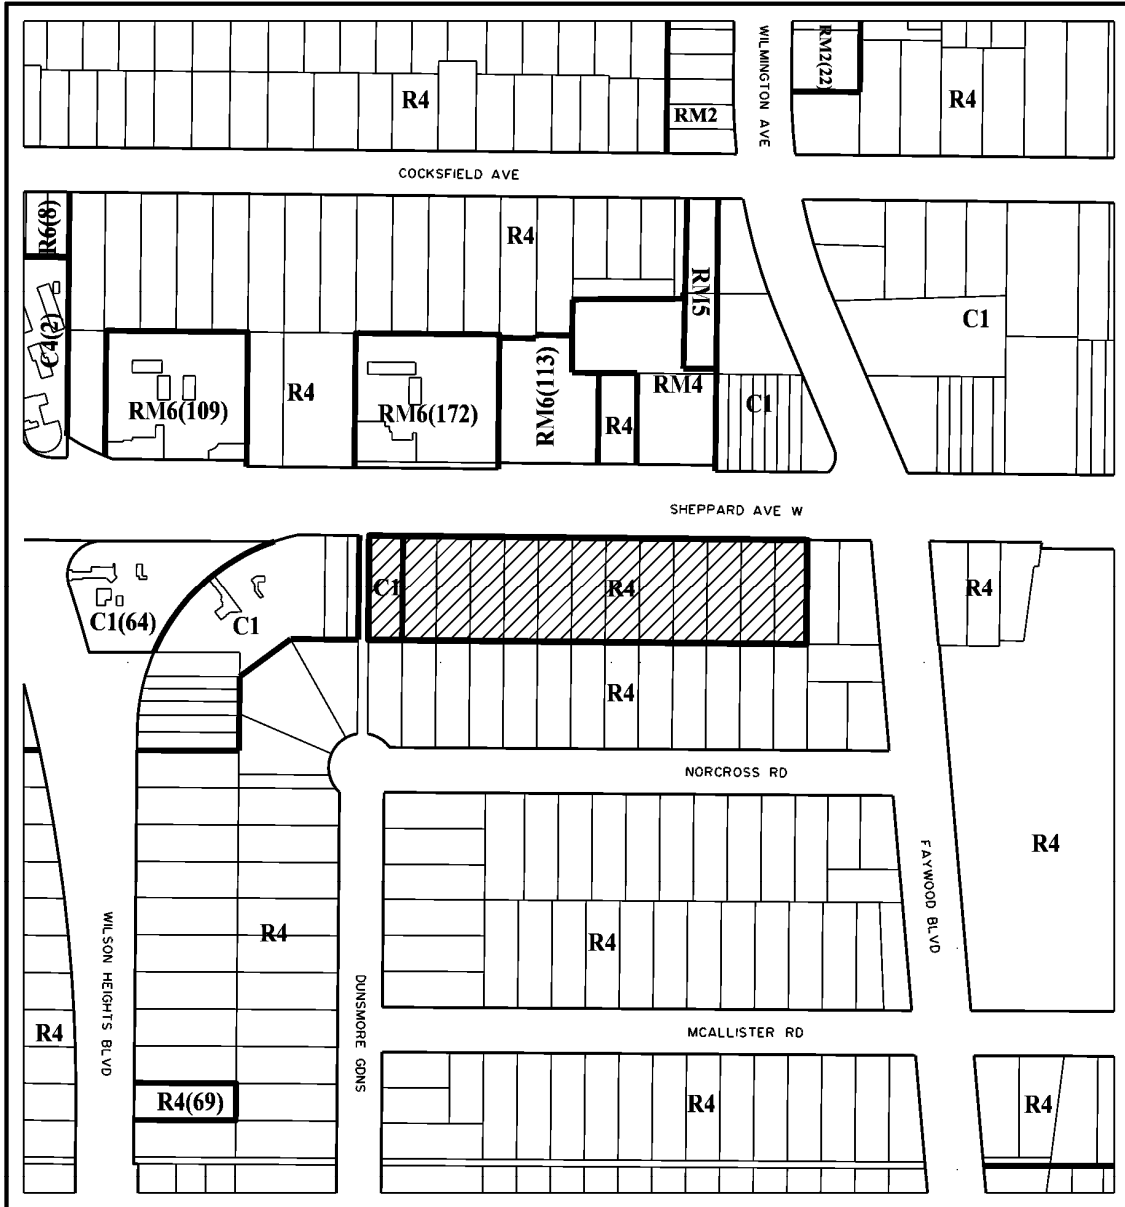 R4
RM2
WILMINGTON AVE
RM2(22)
R4
COCKSFIELD AVE
R6(8)
R4
RM5
C1
C4(2)
RM6(109)
R4
RM6(172)
RM6(113)
R4
RM4
C1
SHEPPARD AVE W
C1(64)
C1
C1
R4
R4
R4
NORCROSS RD
R4
FAYWOOD BLVD
R4
R4
WILSON HEIGHTS BLVD
DUNSMORE GDNS
R4
MCALLISTER RD
R4(69)
R4
R4